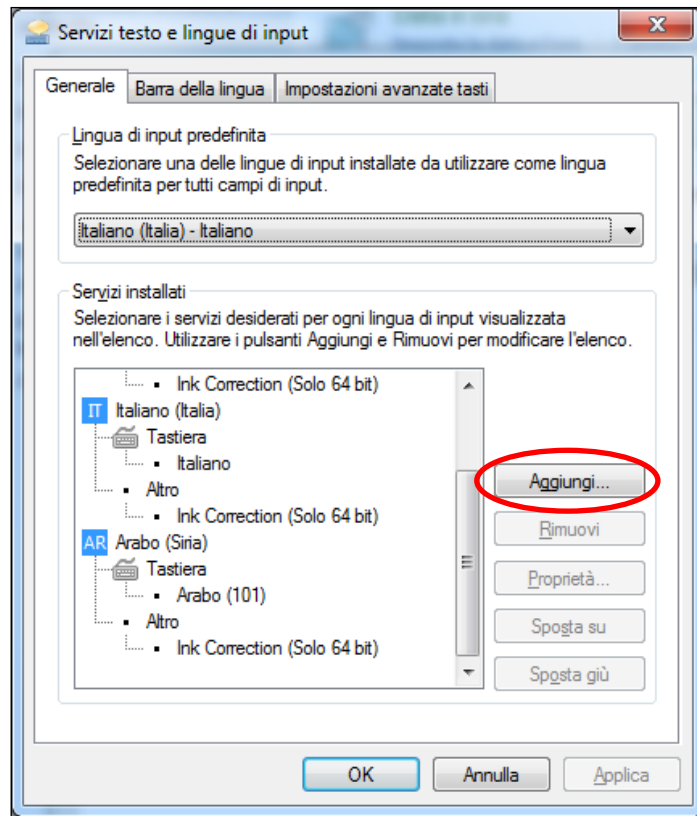 Servizi testo e lingue di input
Generale
Barra della lingua
Impostazioni avanzate tasti
Lingua di input predefinita
Selezionare una delle lingue di input installate da utilizzare come lingua
predefinita per tutti campi di input.
Italiano (Italia) - Italiano
Servizi installati
Selezionare i servizi desiderati per ogni lingua di input visualizzata
nell'elenco. Utilizzare i pulsanti Aggiungi e Rimuovi per modificare l'elenco.
Ink Correction (Solo 64 bit)
IT Italiano (Italia)
Tastiera
Italiano
Altro
Ink Correction (Solo 64 bit)
AR Arabo (Siria)
Tastiera
Arabo (101)
Altro
Ink Correction (Solo 64 bit)
Aggiungi...
Rimuovi
Proprietà...
Sposta su
Sposta giù
OK
Annulla
Applica